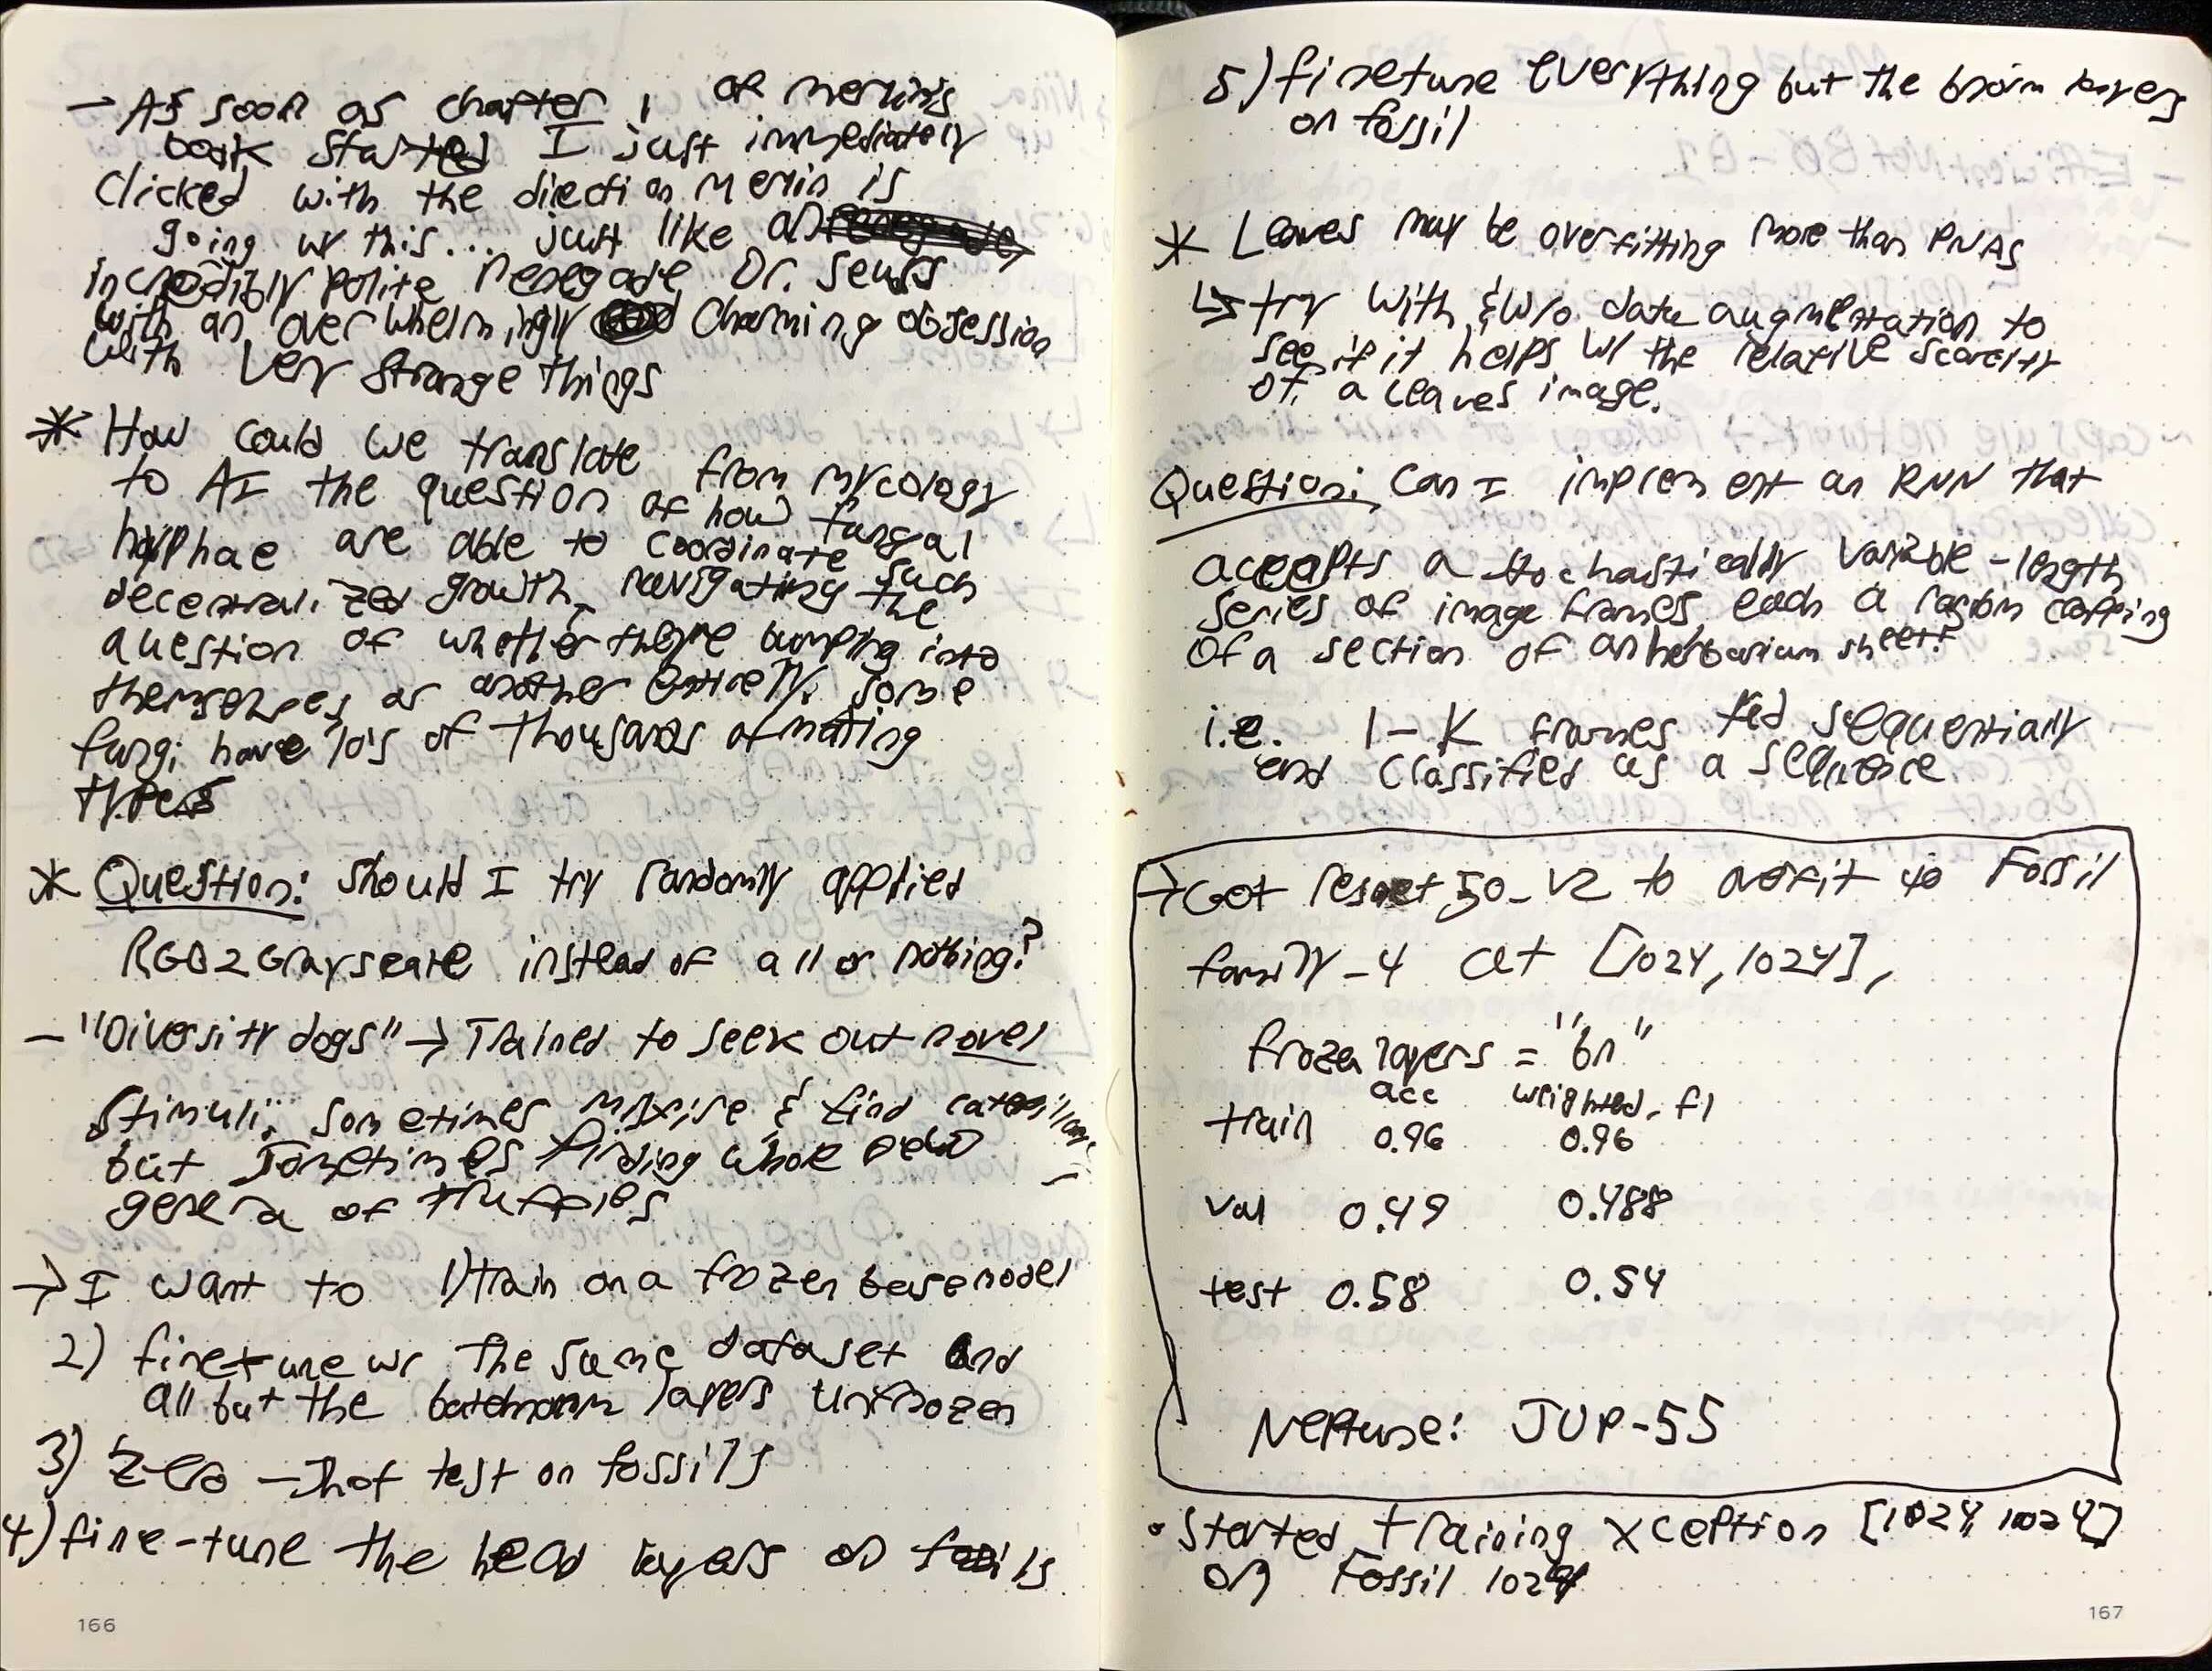 - As soon as chapter 1 of Merlin's
book started I just immediately
clicked with the direction Merlin is
going w/ this... just like an
incredibly polite renegade Dr. Seuss
with an overwhelmingly charming obsession
with very strange things
* How could we translate from mycology
to AI the question of how fungal
hyphae are able to coordinate such
decentralized growth, navigating the
question of whether they're bumping into
themselves or another entirely. Some
fungi have 10's of thousands of mating
types
* Question: Should I try randomly applied
RGB2Grayscale instead of all or nothing?
- "Diversity dogs" → Trained to seek out novel
stimuli; sometimes misfire & find caterpillars,
but sometimes finding whole new
genera of truffles
→ I want to 1) train on a frozen base model
2) finetune w/ the same dataset and
all but the batchnorm layers unfrozen
3) Zero-shot test on fossils
4) fine-tune the head layers on fossils
166
5) finetune everything but the bnorm layers
on fossil
* Leaves may be overfitting more than PNAS
↳ try with & w/o data augmentation to
see if it helps w/ the relative scarcity
of a leaves image.
Question: Can I implement an RNN that
accepts a stochastically variable-length
series of image frames, each a random cropping
of a section of an herbarium sheet?
i.e. 1-K frames fed sequentially
and classified as a sequence
→ Got resnet_50_v2 to overfit to Fossil
family_4 at [1024, 1024],
frozen layers = "bn"
acc weighted_f1
train 0.96 0.96
val 0.49 0.488
test 0.58 0.54
Neptune: JUP-55
• Started training xception [1024, 1024]
on Fossil 1024
167